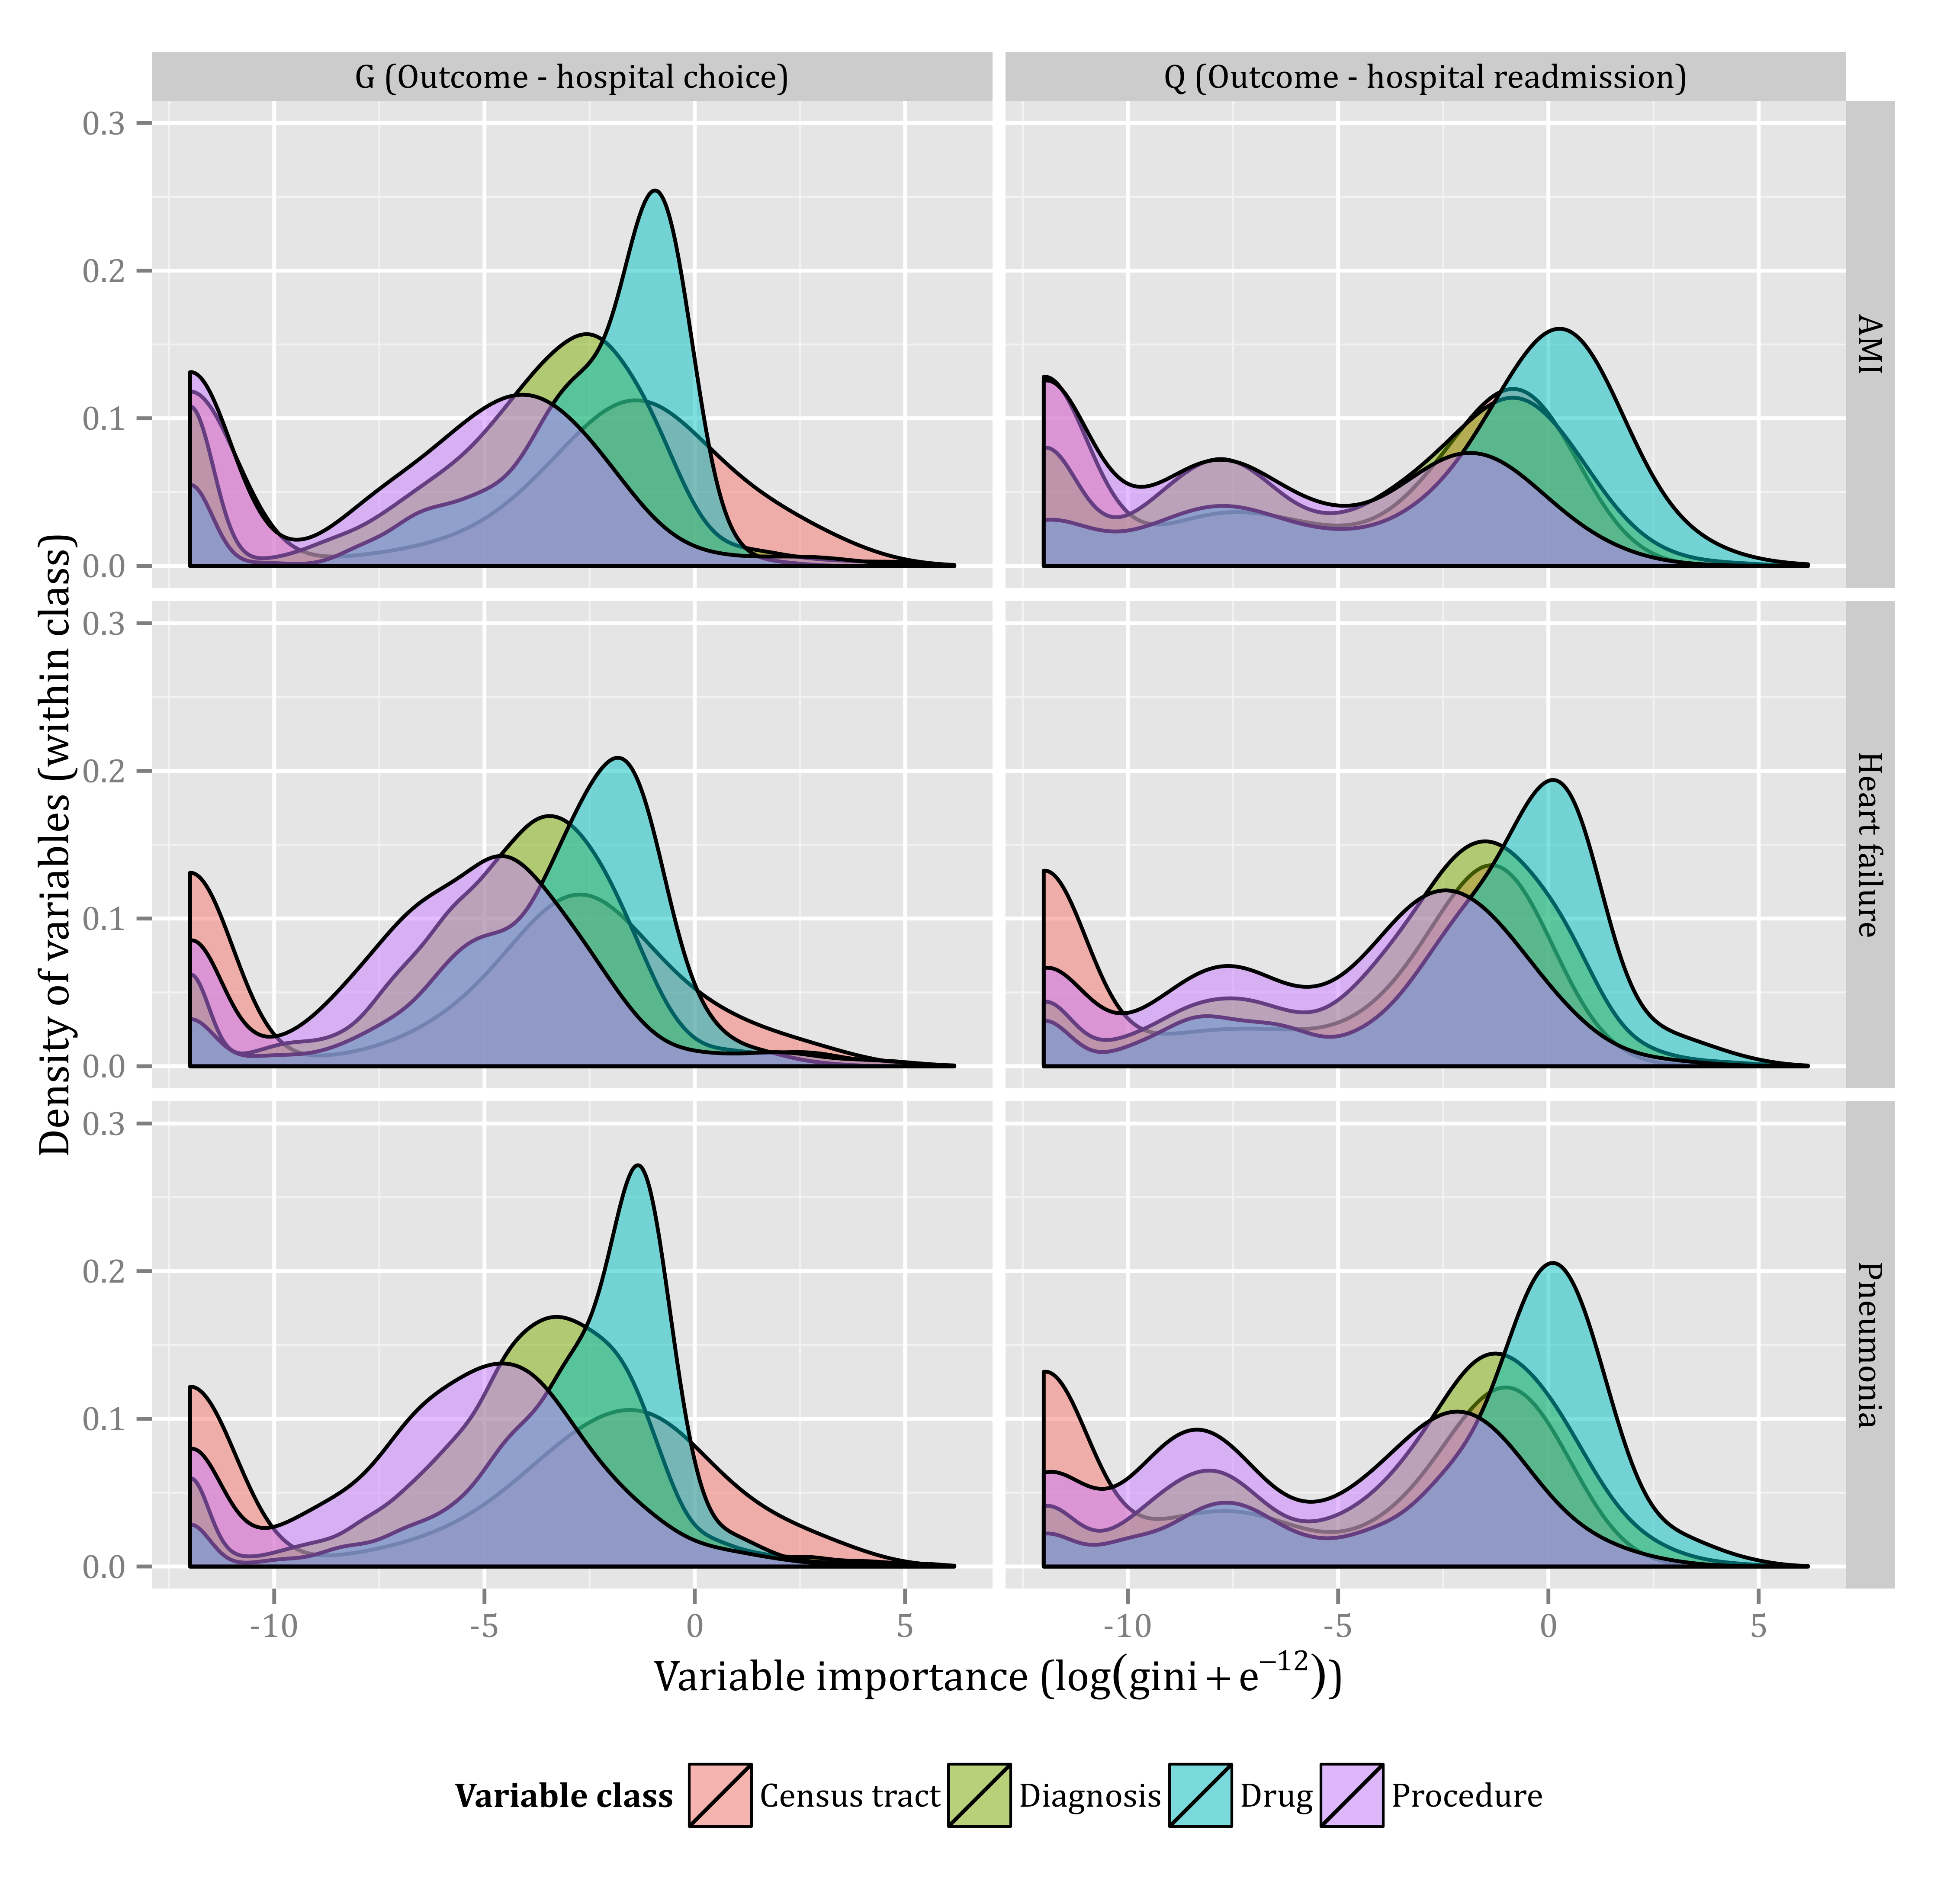 G (Outcome - hospital choice)
Q (Outcome - hospital readmission)
Density of variables (within class)
0.3
0.2
0.1
0.0
AMI
0.3
0.2
0.1
0.0
Heart failure
0.3
0.2
0.1
0.0
Pneumonia
-10 -5 0 5
-10 -5 0 5
Variable importance (log(gini + e−12))
Variable class Census tract Diagnosis Drug Procedure